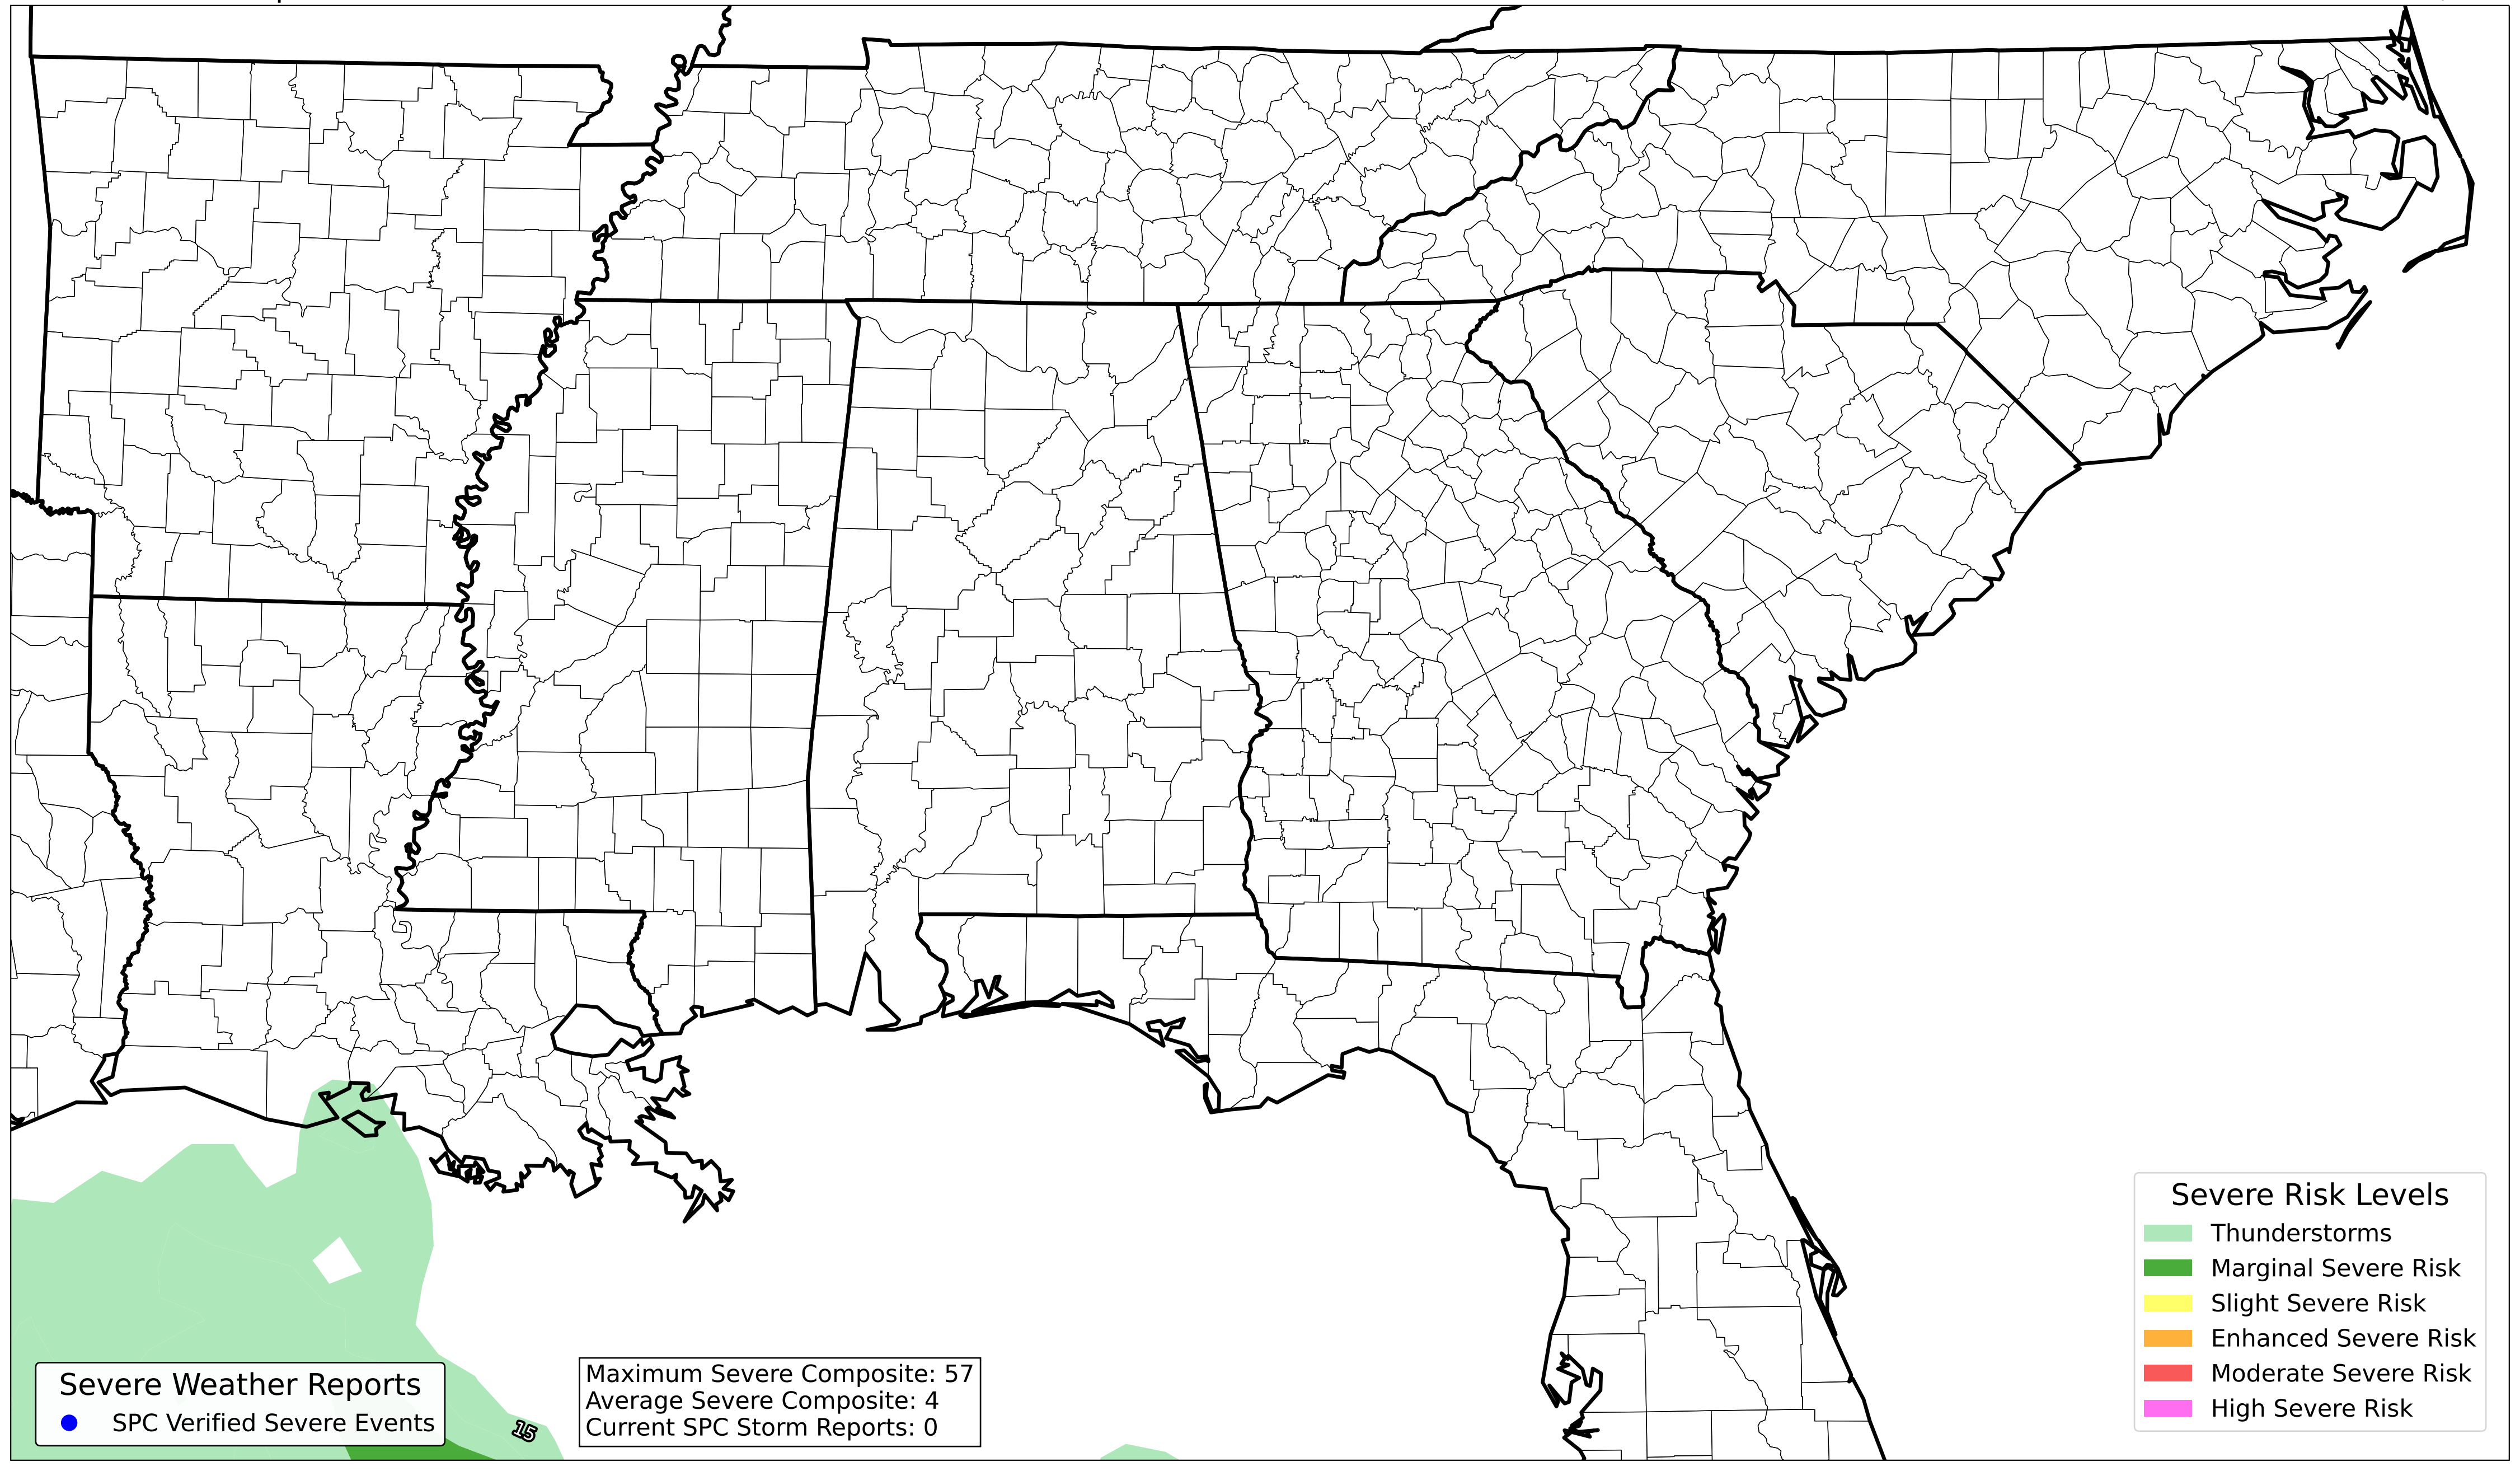 Severe Risk Levels
Thunderstorms
Marginal Severe Risk
Slight Severe Risk
Enhanced Severe Risk
Moderate Severe Risk
High Severe Risk
Severe Weather Reports
SPC Verified Severe Events
Maximum Severe Composite: 57
Average Severe Composite: 4
Current SPC Storm Reports: 0
15